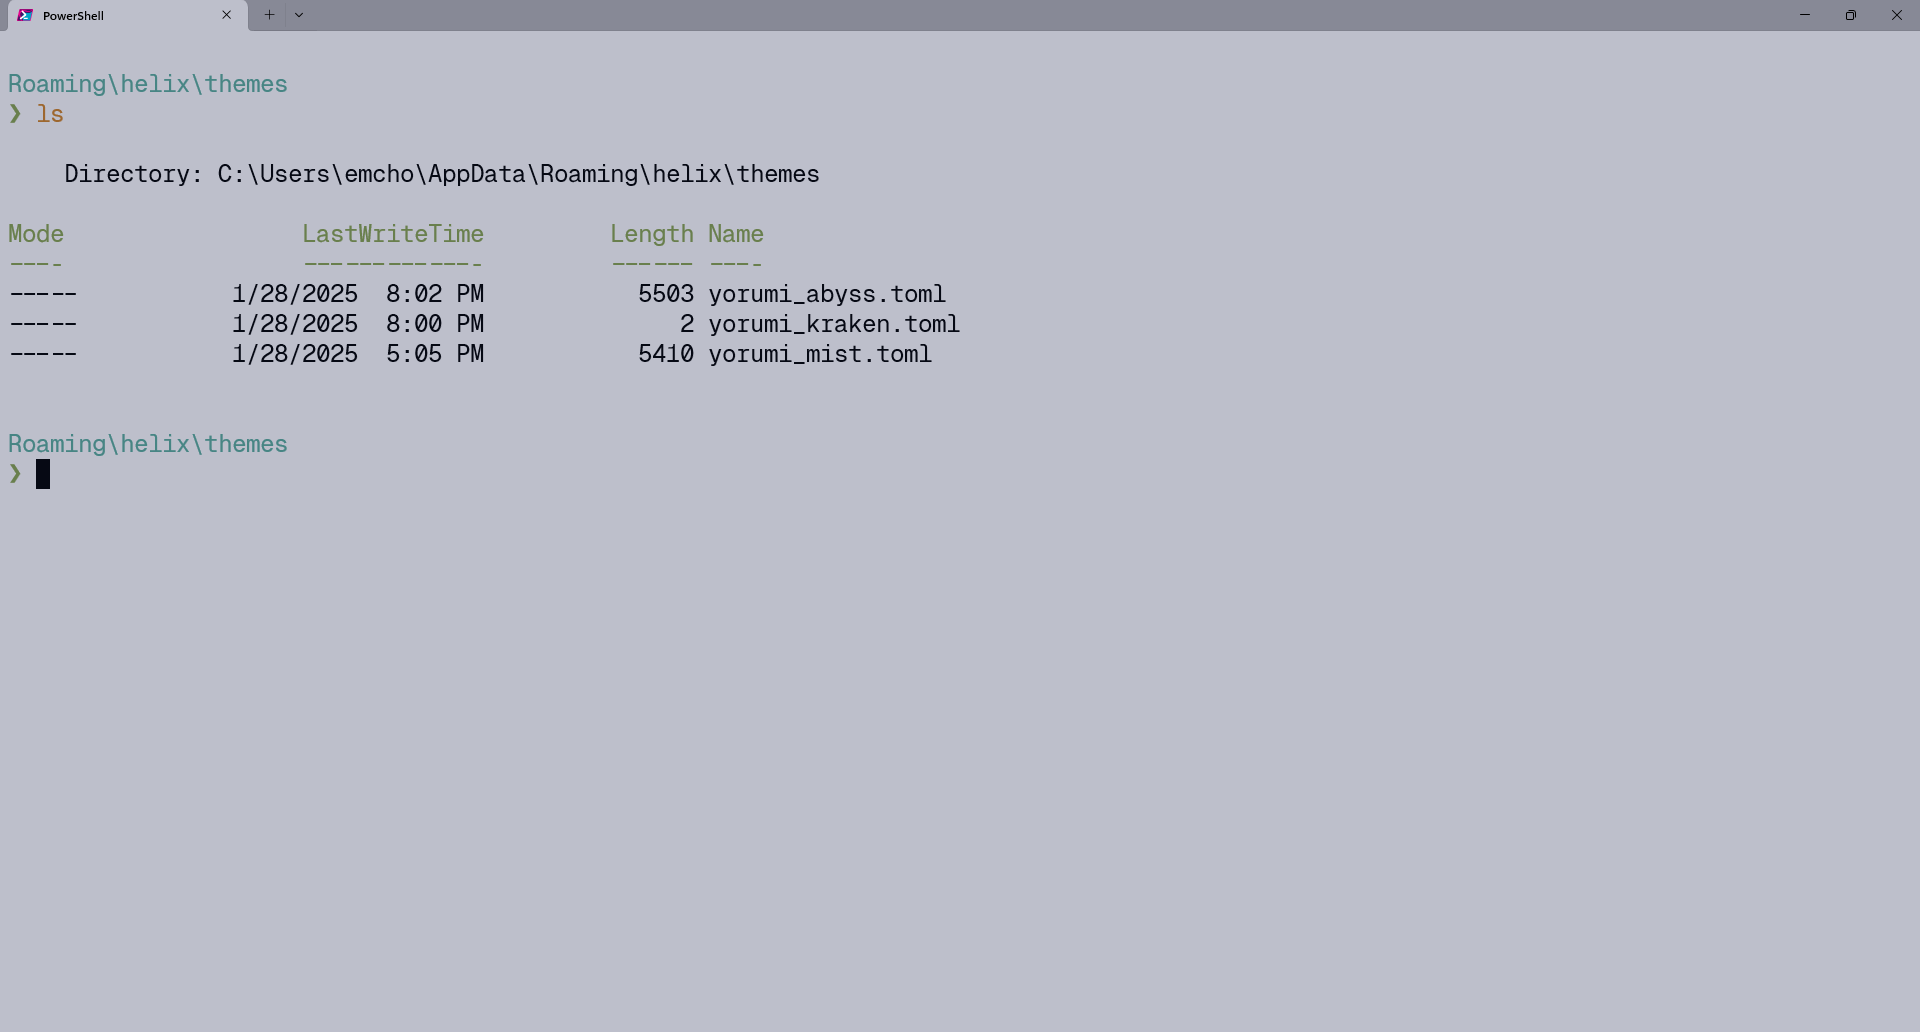 PowerShell
Roaming\helix\themes
❯ ls
Directory: C:\Users\emcho\AppData\Roaming\helix\themes
Mode LastWriteTime Length Name
---- ------------- ------ ----
----- 1/28/2025 8:02 PM 5503 yorumi_abyss.toml
----- 1/28/2025 8:00 PM 2 yorumi_kraken.toml
----- 1/28/2025 5:05 PM 5410 yorumi_mist.toml
Roaming\helix\themes
❯